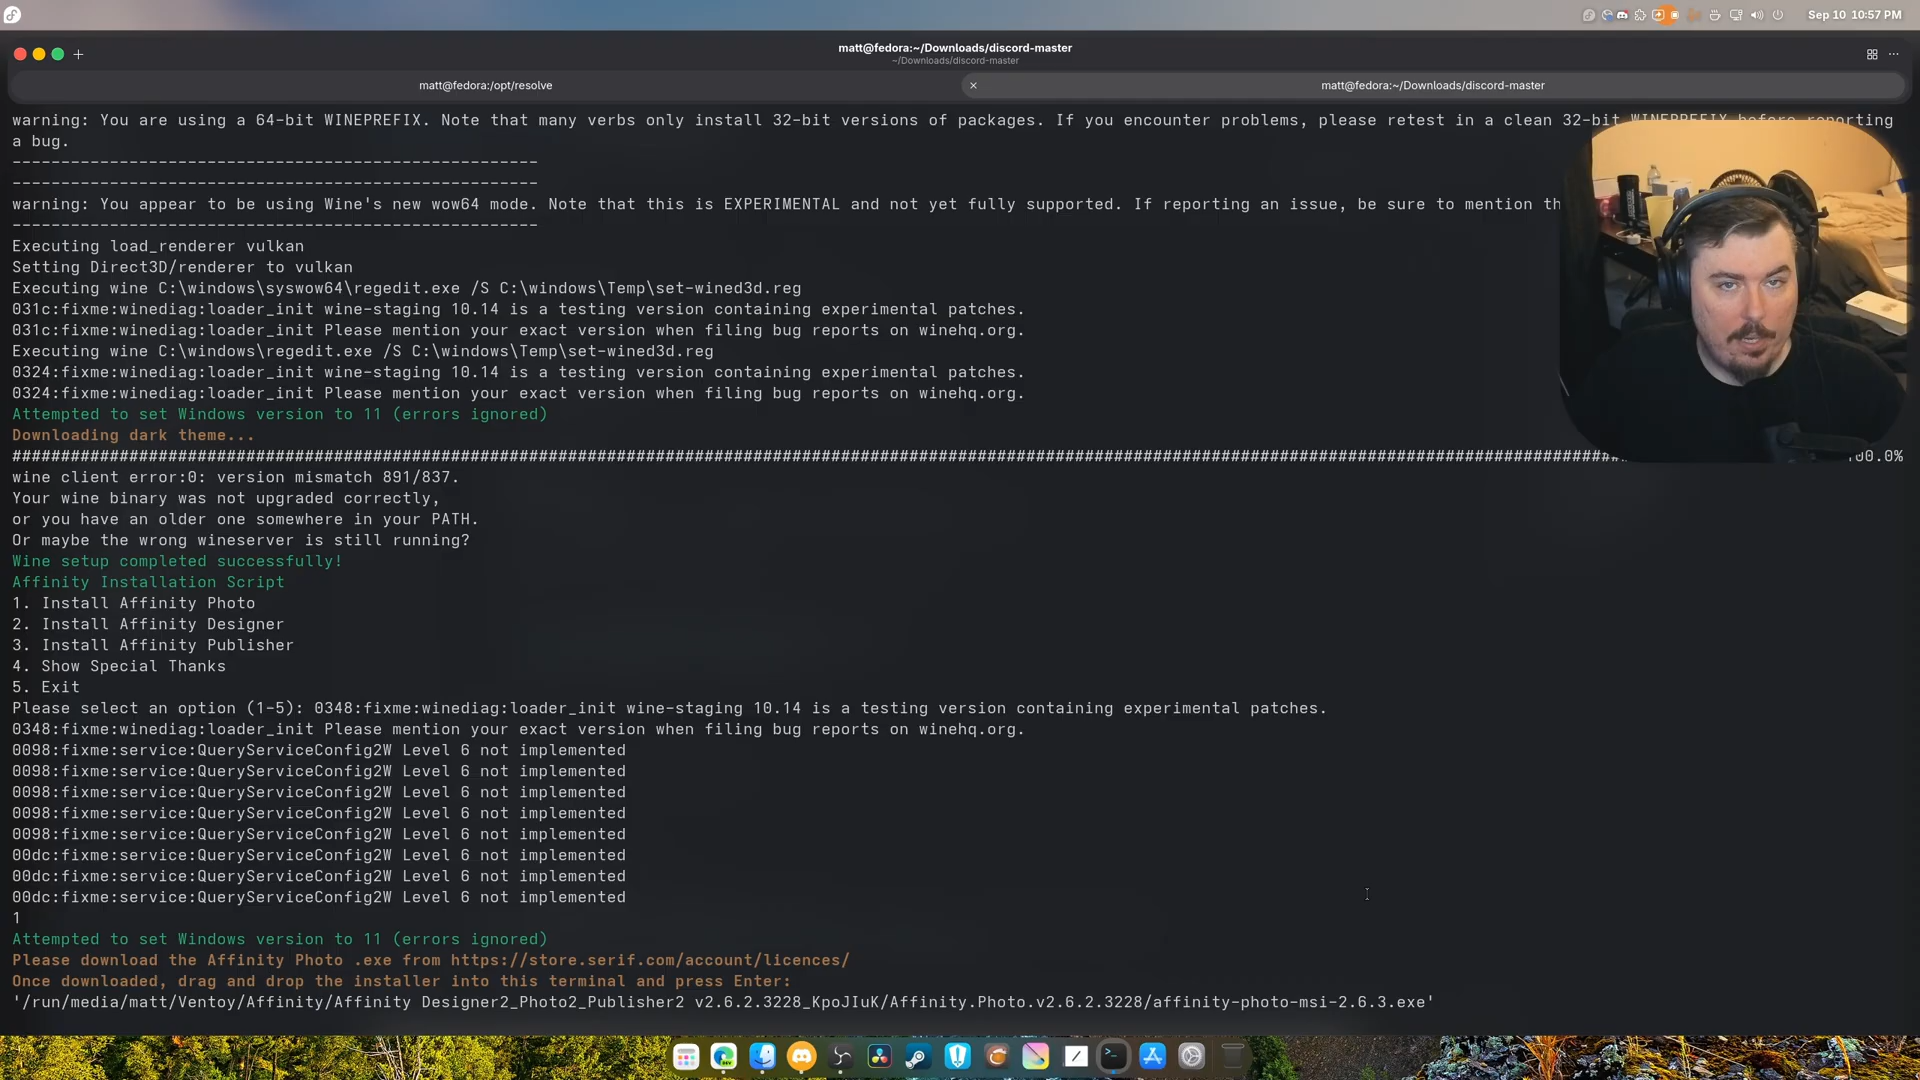 Sep 10 10:57 PM
matt@fedora:~/Downloads/discord-master
~/Downloads/discord-master
matt@fedora:/opt/resolve
matt@fedora:~/Downloads/discord-master
warning: You are using a 64-bit WINEPREFIX. Note that many verbs only install 32-bit versions of packages. If you encounter problems, please retest in a clean 32-bit WINEPREFIX before reporting
a bug.
------------------------------------------------------
------------------------------------------------------
warning: You appear to be using Wine's new wow64 mode. Note that this is EXPERIMENTAL and not yet fully supported. If reporting an issue, be sure to mention th
------------------------------------------------------
Executing load_renderer vulkan
Setting Direct3D/renderer to vulkan
Executing wine C:\windows\syswow64\regedit.exe /S C:\windows\Temp\set-wined3d.reg
031c:fixme:winediag:loader_init wine-staging 10.14 is a testing version containing experimental patches.
031c:fixme:winediag:loader_init Please mention your exact version when filing bug reports on winehq.org.
Executing wine C:\windows\regedit.exe /S C:\windows\Temp\set-wined3d.reg
0324:fixme:winediag:loader_init wine-staging 10.14 is a testing version containing experimental patches.
0324:fixme:winediag:loader_init Please mention your exact version when filing bug reports on winehq.org.
Attempted to set Windows version to 11 (errors ignored)
Downloading dark theme...
wine client error:0: version mismatch 891/837.
Your wine binary was not upgraded correctly,
or you have an older one somewhere in your PATH.
Or maybe the wrong wineserver is still running?
Wine setup completed successfully!
Affinity Installation Script
1. Install Affinity Photo
2. Install Affinity Designer
3. Install Affinity Publisher
4. Show Special Thanks
5. Exit
Please select an option (1-5): 0348:fixme:winediag:loader_init wine-staging 10.14 is a testing version containing experimental patches.
0348:fixme:winediag:loader_init Please mention your exact version when filing bug reports on winehq.org.
0098:fixme:service:QueryServiceConfig2W Level 6 not implemented
0098:fixme:service:QueryServiceConfig2W Level 6 not implemented
0098:fixme:service:QueryServiceConfig2W Level 6 not implemented
0098:fixme:service:QueryServiceConfig2W Level 6 not implemented
0098:fixme:service:QueryServiceConfig2W Level 6 not implemented
00dc:fixme:service:QueryServiceConfig2W Level 6 not implemented
00dc:fixme:service:QueryServiceConfig2W Level 6 not implemented
00dc:fixme:service:QueryServiceConfig2W Level 6 not implemented
1
Attempted to set Windows version to 11 (errors ignored)
Please download the Affinity Photo .exe from https://store.serif.com/account/licences/
Once downloaded, drag and drop the installer into this terminal and press Enter:
'/run/media/matt/Ventoy/Affinity/Affinity Designer2_Photo2_Publisher2 v2.6.2.3228_KpoJIuK/Affinity.Photo.v2.6.2.3228/affinity-photo-msi-2.6.3.exe'